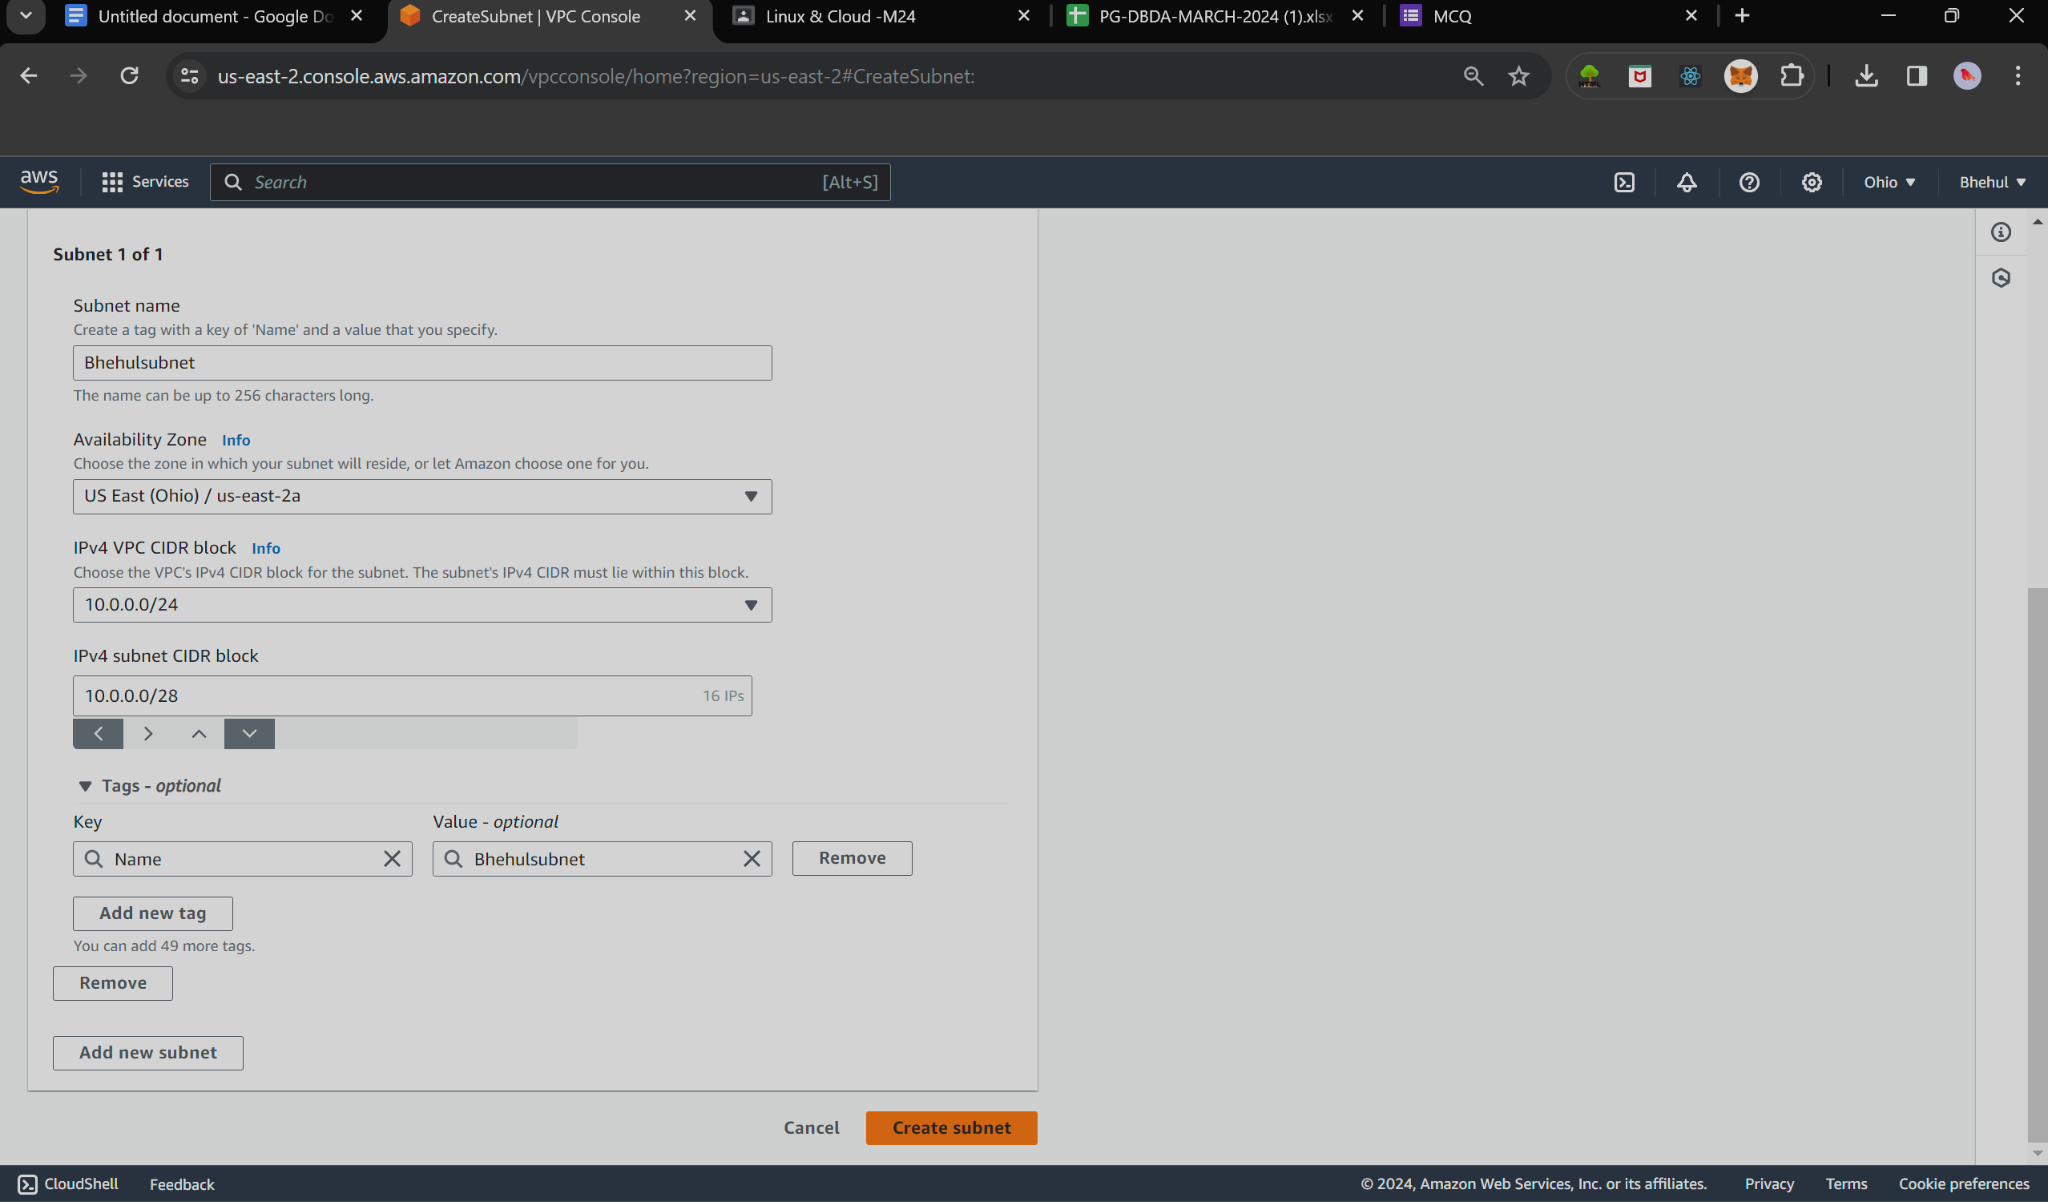 Untitled document - Google Do
CreateSubnet | VPC Console
Linux & Cloud -M24
PG-DBDA-MARCH-2024 (1).xlsx
MCQ
us-east-2.console.aws.amazon.com/vpcconsole/home?region=us-east-2#CreateSubnet:
aws
Services
Search
[Alt+S]
Ohio
Bhehul
Subnet 1 of 1
Subnet name
Create a tag with a key of 'Name' and a value that you specify.
Bhehulsubnet
The name can be up to 256 characters long.
Availability Zone Info
Choose the zone in which your subnet will reside, or let Amazon choose one for you.
US East (Ohio) / us-east-2a
IPv4 VPC CIDR block Info
Choose the VPC's IPv4 CIDR block for the subnet. The subnet's IPv4 CIDR must lie within this block.
10.0.0.0/24
IPv4 subnet CIDR block
10.0.0.0/28 16 IPs
Tags - optional
Key Value - optional
Name Bhehulsubnet Remove
Add new tag
You can add 49 more tags.
Remove
Add new subnet
Cancel Create subnet
CloudShell Feedback © 2024, Amazon Web Services, Inc. or its affiliates. Privacy Terms Cookie preferences